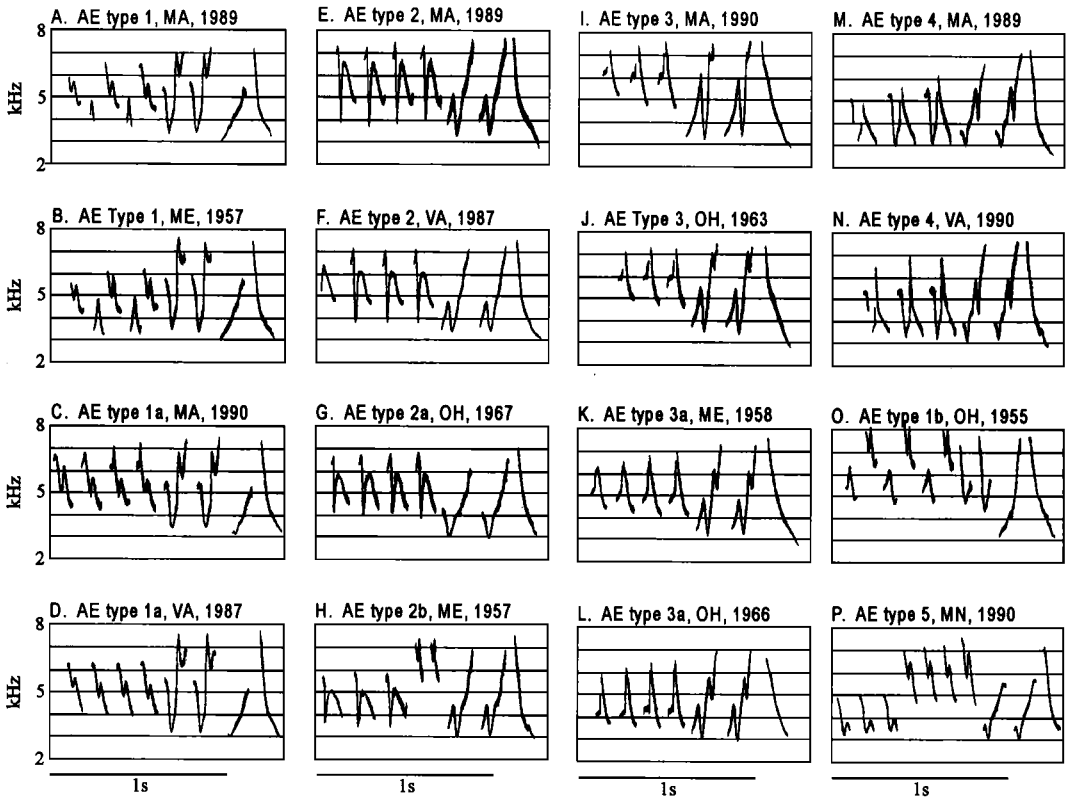 A. AE type 1, MA, 1989
E. AE type 2, MA, 1989
I. AE type 3, MA, 1990
M. AE type 4, MA, 1989
8
kHz
5
2
B. AE Type 1, ME, 1957
F. AE type 2, VA, 1987
J. AE Type 3, OH, 1963
N. AE type 4, VA, 1990
8
kHz
5
2
C. AE type 1a, MA, 1990
G. AE Type 2a, OH, 1967
K. AE type 3a, ME, 1958
O. AE type 1b, OH, 1955
8
kHz
5
2
D. AE type 1a, VA, 1987
H. AE type 2b, ME, 1957
L. AE type 3a, OH, 1966
P. AE type 5, MN, 1990
8
kHz
5
2
1s
1s
1s
1s